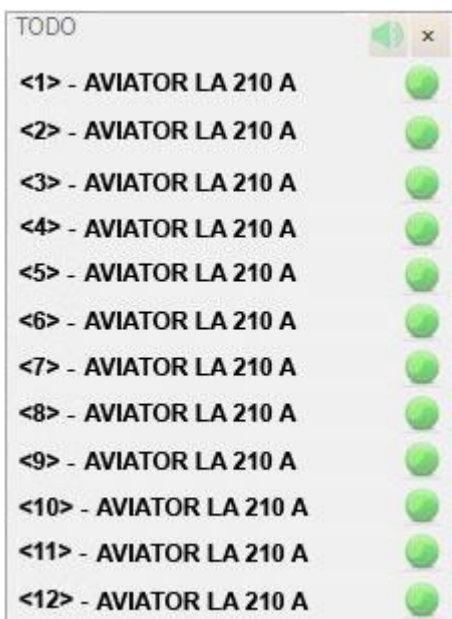 TODO
x
<1> - AVIATOR LA 210 A
<2> - AVIATOR LA 210 A
<3> - AVIATOR LA 210 A
<4> - AVIATOR LA 210 A
<5> - AVIATOR LA 210 A
<6> - AVIATOR LA 210 A
<7> - AVIATOR LA 210 A
<8> - AVIATOR LA 210 A
<9> - AVIATOR LA 210 A
<10> - AVIATOR LA 210 A
<11> - AVIATOR LA 210 A
<12> - AVIATOR LA 210 A